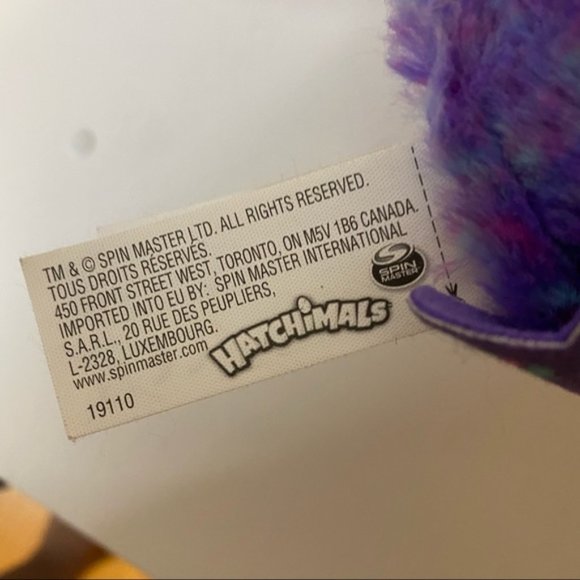 TM & © SPIN MASTER LTD. ALL RIGHTS RESERVED.
TOUS DROITS RÉSERVÉS.
450 FRONT STREET WEST, TORONTO, ON M5V 1B6 CANADA.
IMPORTED INTO EU BY: SPIN MASTER INTERNATIONAL
S.A.R.L., 20 RUE DES PEUPLIERS,
L-2328, LUXEMBOURG.
www.spinmaster.com
SPIN
MASTER
HATCHiMALS
19110